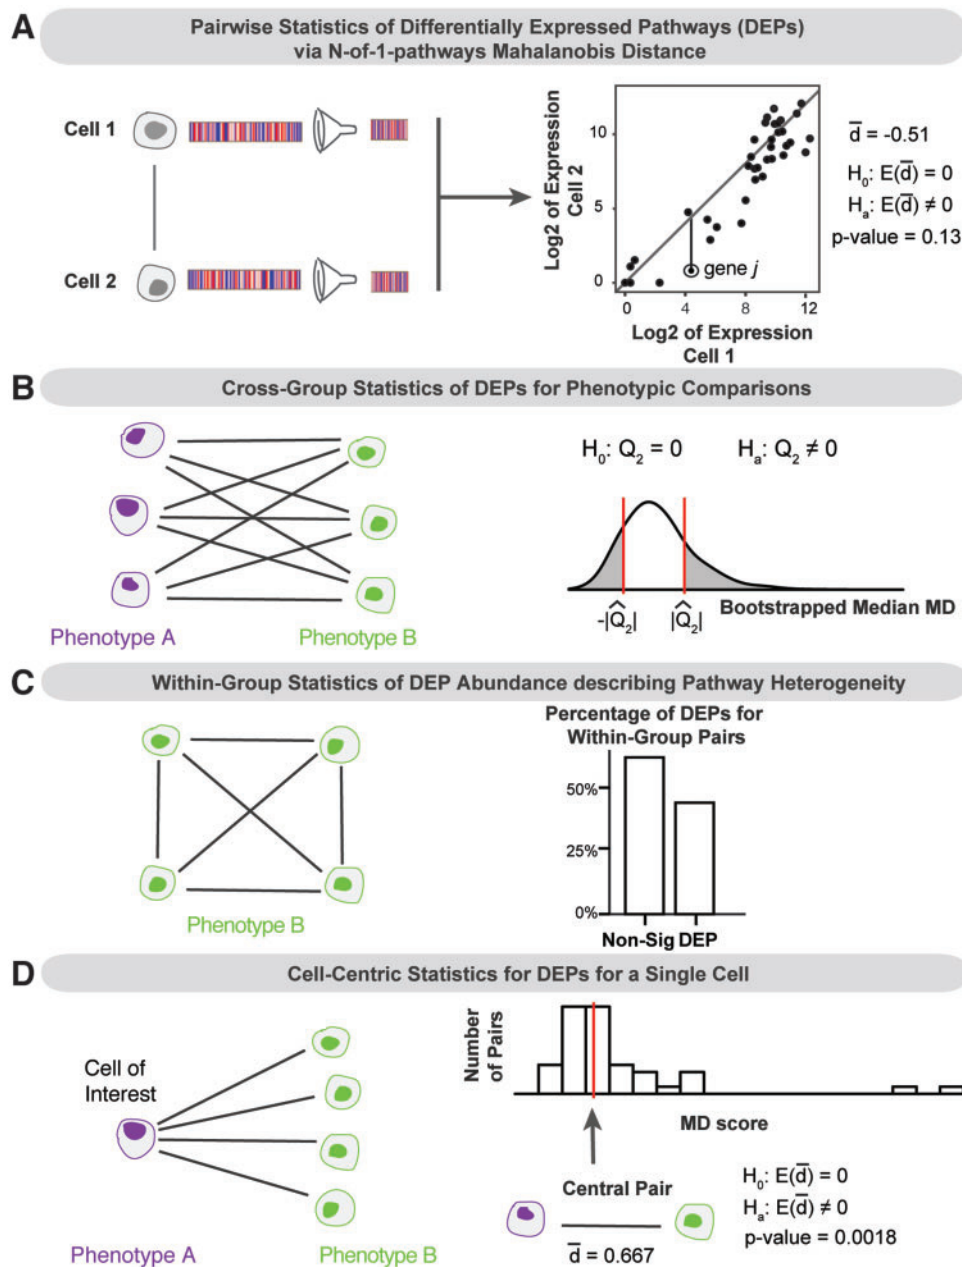 A
Pairwise Statistics of Differentially Expressed Pathways (DEPs)
via N-of-1-pathways Mahalanobis Distance
Cell 1
Cell 2
Log2 of Expression
Cell 2
10
5
0
gene j
0 4 8 12
Log2 of Expression
Cell 1
d̅ = -0.51
H₀: E(d̅) = 0
Hₐ: E(d̅) ≠ 0
p-value = 0.13
B
Cross-Group Statistics of DEPs for Phenotypic Comparisons
Phenotype A
Phenotype B
H₀: Q₂ = 0 Hₐ: Q₂ ≠ 0
Bootstrapped Median MD
-|Q̂₂| |Q̂₂|
C
Within-Group Statistics of DEP Abundance describing Pathway Heterogeneity
Phenotype B
Percentage of DEPs for
Within-Group Pairs
50%
25%
0%
Non-Sig DEP
D
Cell-Centric Statistics for DEPs for a Single Cell
Cell of
Interest
Phenotype A
Phenotype B
Number
of Pairs
MD score
Central Pair
d̅ = 0.667
H₀: E(d̅) = 0
Hₐ: E(d̅) ≠ 0
p-value = 0.0018